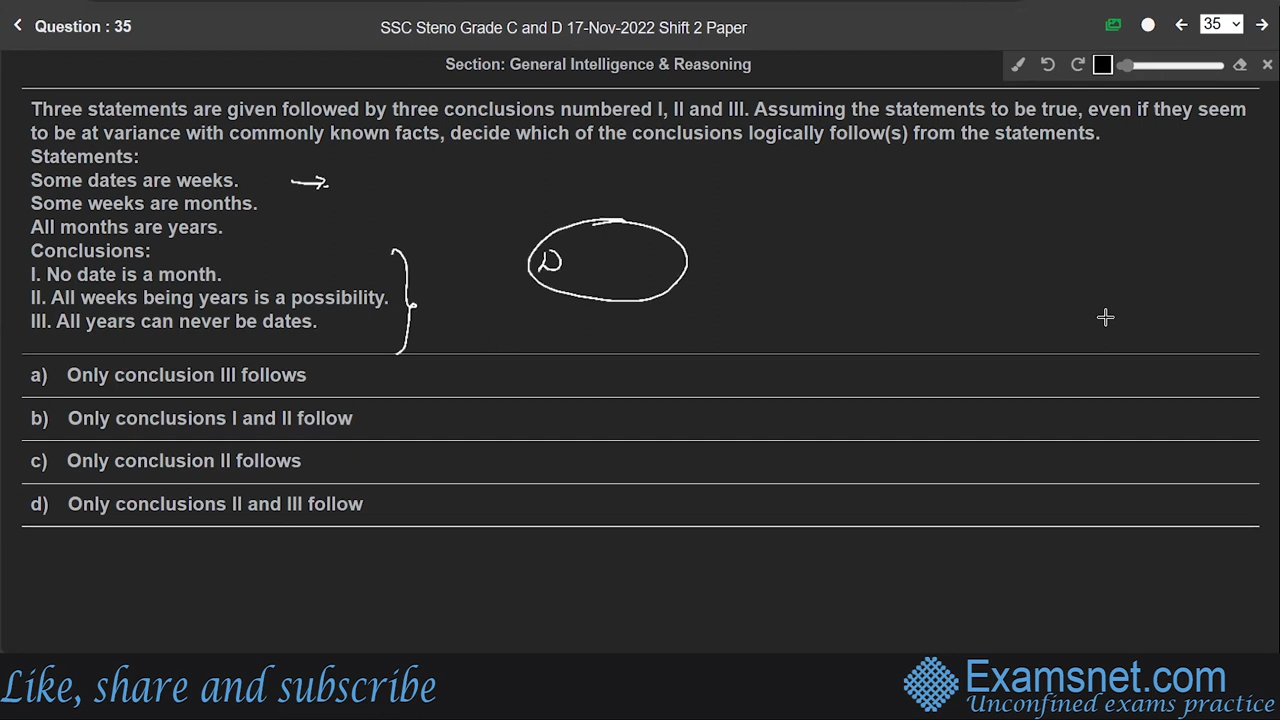 Question : 35
SSC Steno Grade C and D 17-Nov-2022 Shift 2 Paper
35
Section: General Intelligence & Reasoning
Three statements are given followed by three conclusions numbered I, II and III. Assuming the statements to be true, even if they seem
to be at variance with commonly known facts, decide which of the conclusions logically follow(s) from the statements.
Statements:
Some dates are weeks.
Some weeks are months.
All months are years.
Conclusions:
I. No date is a month.
II. All weeks being years is a possibility.
III. All years can never be dates.
D
a) Only conclusion III follows
b) Only conclusions I and II follow
c) Only conclusion II follows
d) Only conclusions II and III follow
Like, share and subscribe
Examsnet.com
Unconfined exams practice